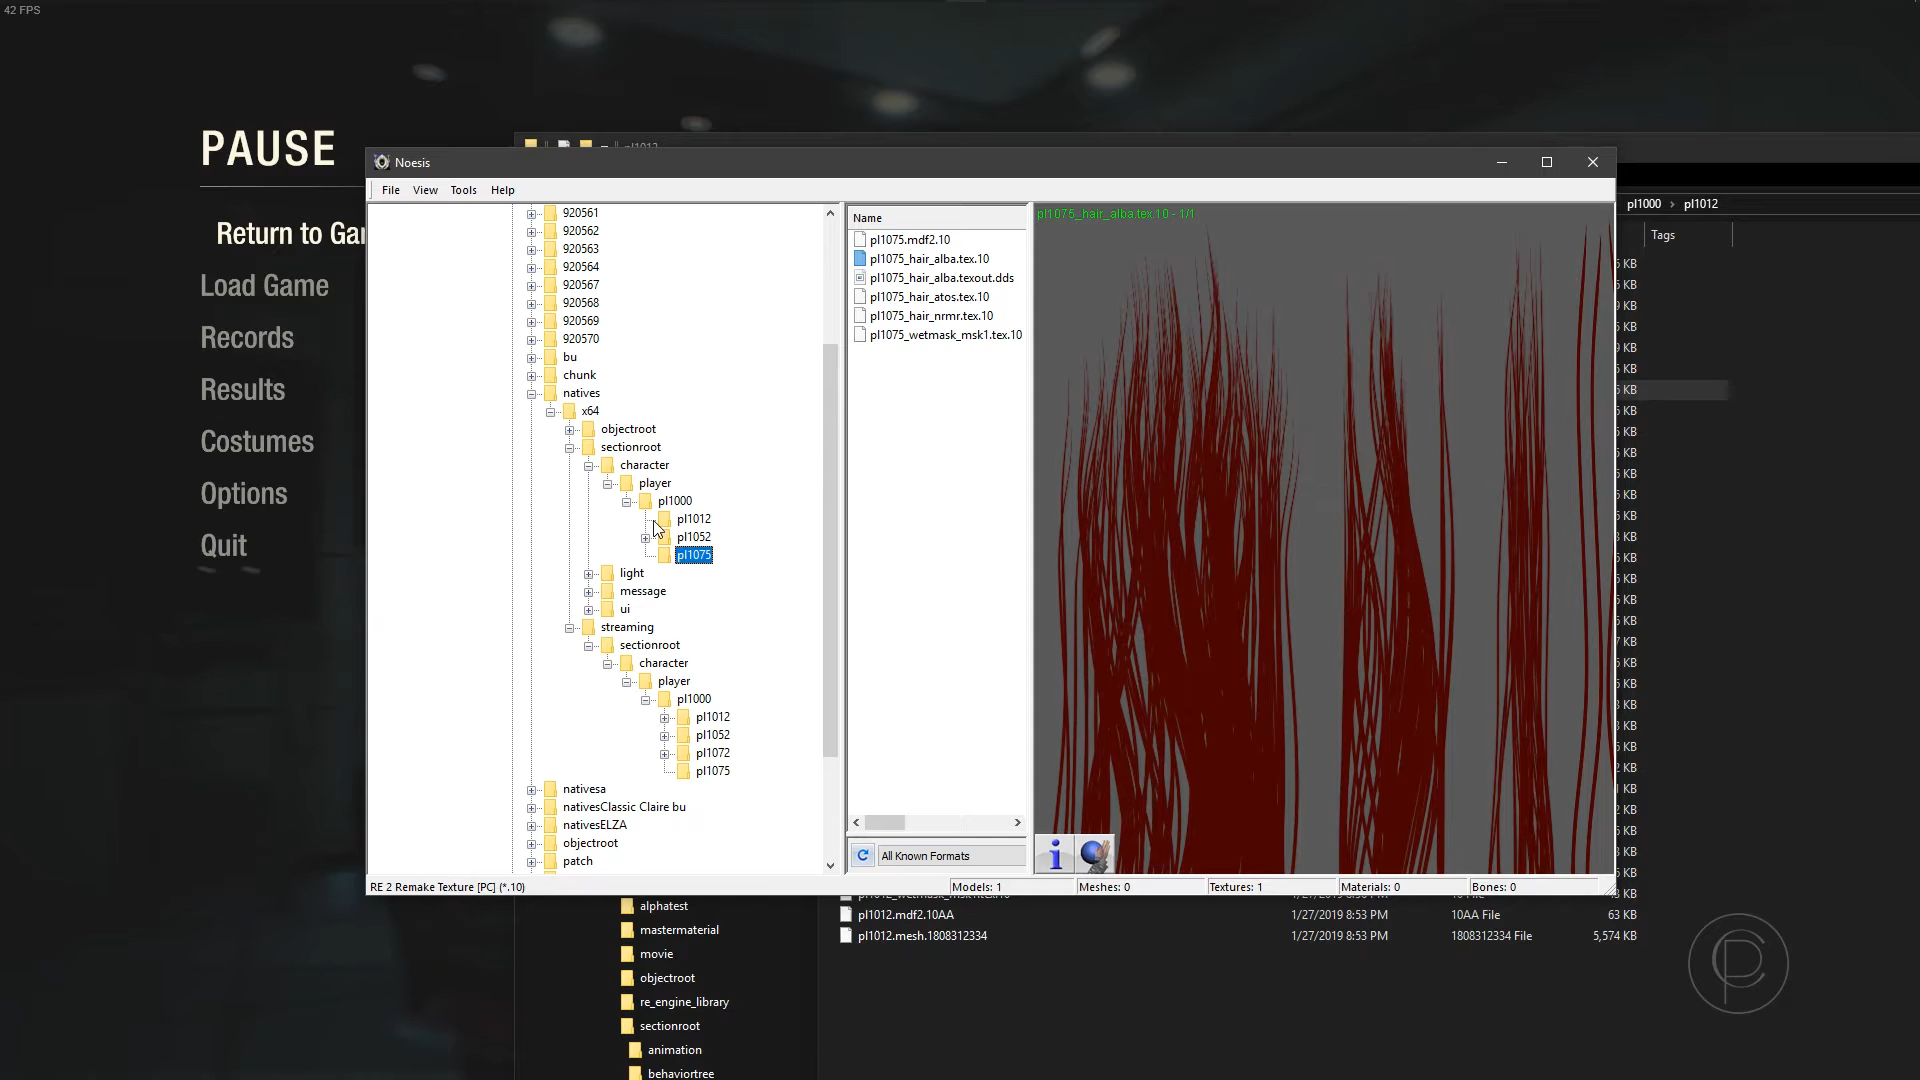 42 FPS
PAUSE
Return to Gar
Load Game
Records
Results
Costumes
Options
Quit
pl1012
Noesis
File
View
Tools
Help
920561
920562
920563
920564
920567
920568
920569
920570
bu
chunk
natives
x64
objectroot
sectionroot
character
player
pl1000
pl1012
pl1052
pl1075
light
message
ui
streaming
sectionroot
character
player
pl1000
pl1012
pl1052
pl1072
pl1075
nativesa
nativesClassic Claire bu
nativesELZA
objectroot
patch
Name
pl1075.mdf2.10
pl1075_hair_alba.tex.10
pl1075_hair_alba.texout.dds
pl1075_hair_atos.tex.10
pl1075_hair_nrmr.tex.10
pl1075_wetmask_msk1.tex.10
All Known Formats
pl1075_hair_alba.tex.10 - 1/1
RE 2 Remake Texture [PC] (*.10)
Models: 1
Meshes: 0
Textures: 1
Materials: 0
Bones: 0
pl1000 > pl1012
Tags
alphatest
mastermaterial
movie
objectroot
re_engine_library
sectionroot
animation
behaviortree
pl1012.mdf2.10AA 1/27/2019 8:53 PM 10AA File 63 KB
pl1012.mesh.1808312334 1/27/2019 8:53 PM 1808312334 File 5,574 KB